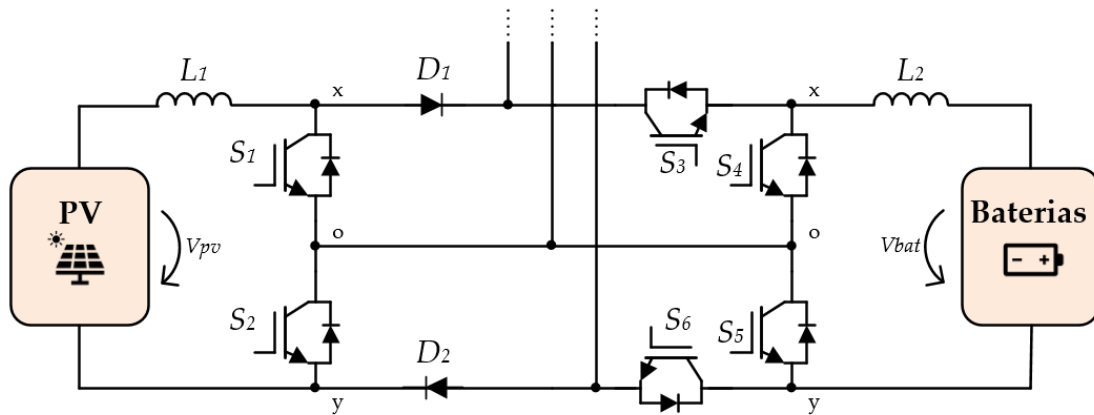 L1
D1
x
x
L2
S1
S3
S4
PV
Vpv
o
o
Vbat
Baterias
S2
S6
S5
D2
y
y